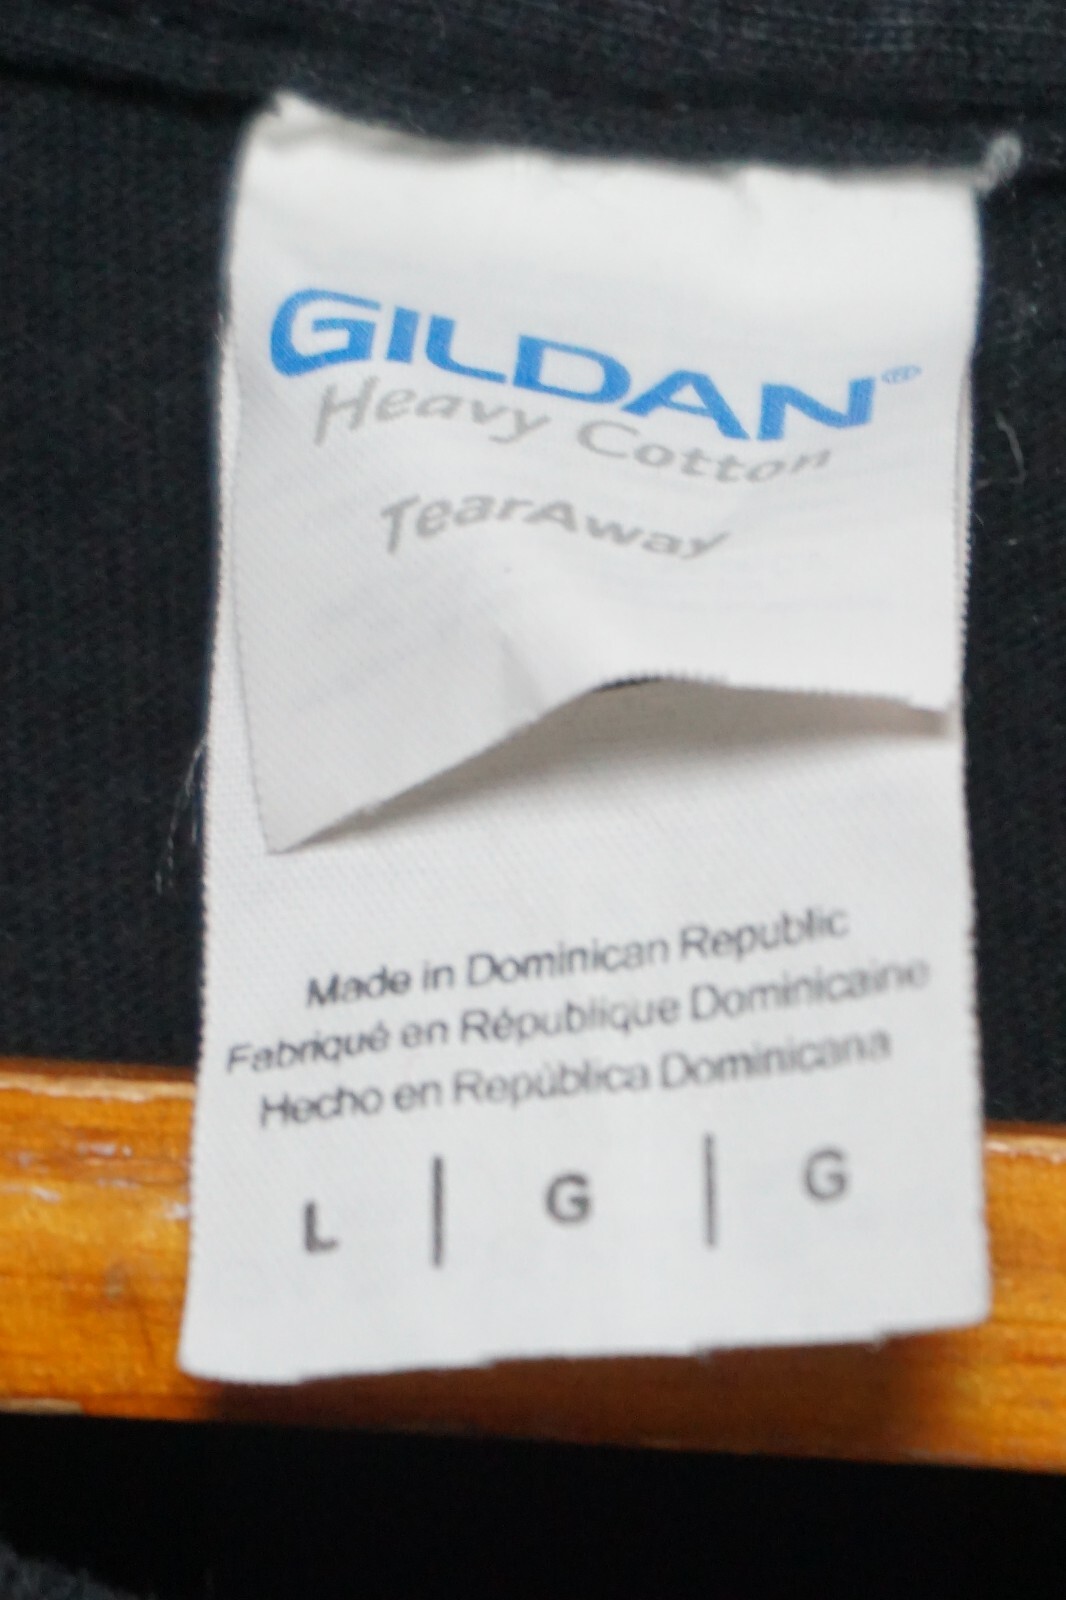 GILDAN®
Heavy Cotton
TearAway
Made in Dominican Republic
Fabriqué en République Dominicaine
Hecho en República Dominicana
L | G | G